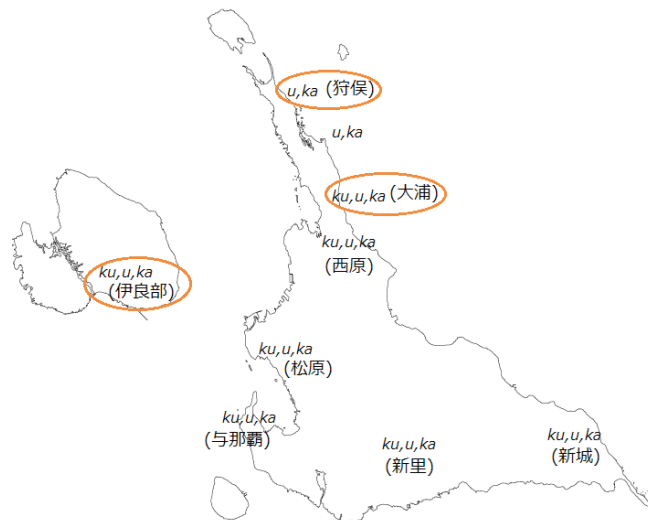 u,ka (狩俣)
u,ka
ku,u,ka (大浦)
ku,u,ka
(西原)
ku,u,ka
(伊良部)
ku,u,ka
(松原)
ku,u,ka
(与那覇)
ku,u,ka
(新里)
ku,u,ka
(新城)